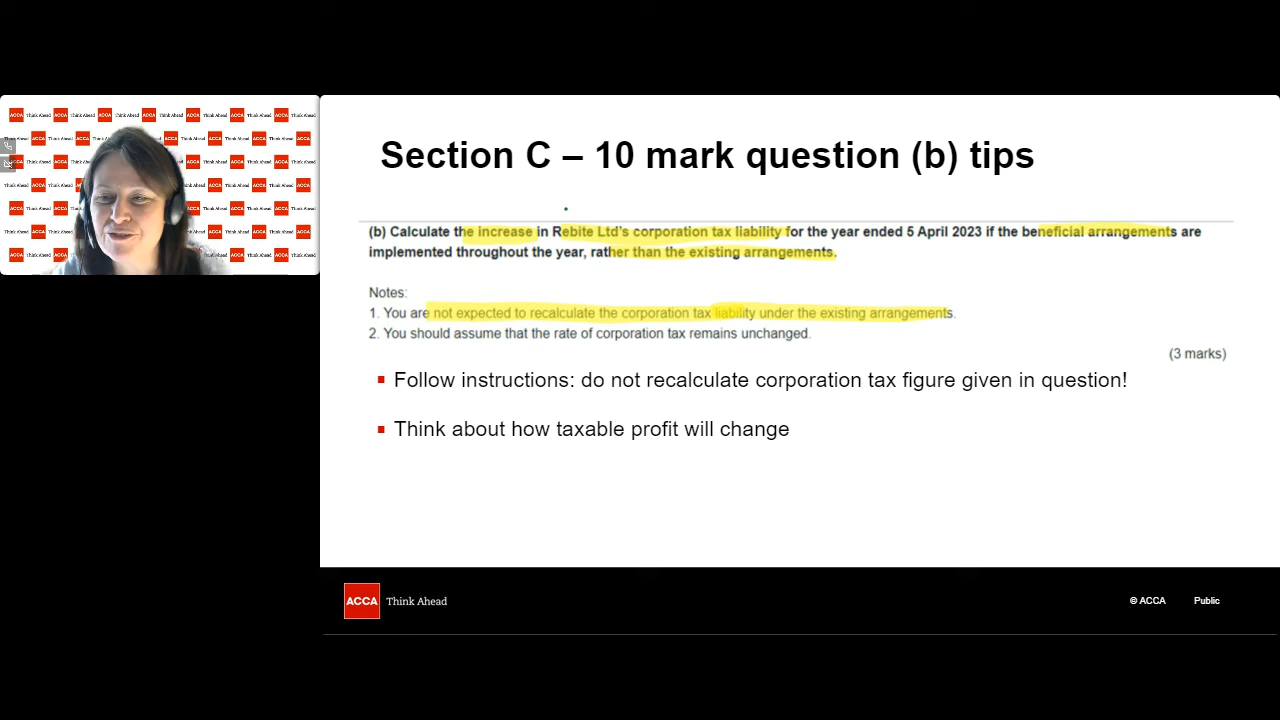 Section C – 10 mark question (b) tips
(b) Calculate the increase in Rebite Ltd's corporation tax liability for the year ended 5 April 2023 if the beneficial arrangements are
implemented throughout the year, rather than the existing arrangements.
Notes:
1. You are not expected to recalculate the corporation tax liability under the existing arrangements.
2. You should assume that the rate of corporation tax remains unchanged.
(3 marks)
▪ Follow instructions: do not recalculate corporation tax figure given in question!
▪ Think about how taxable profit will change
ACCA Think Ahead
© ACCA Public